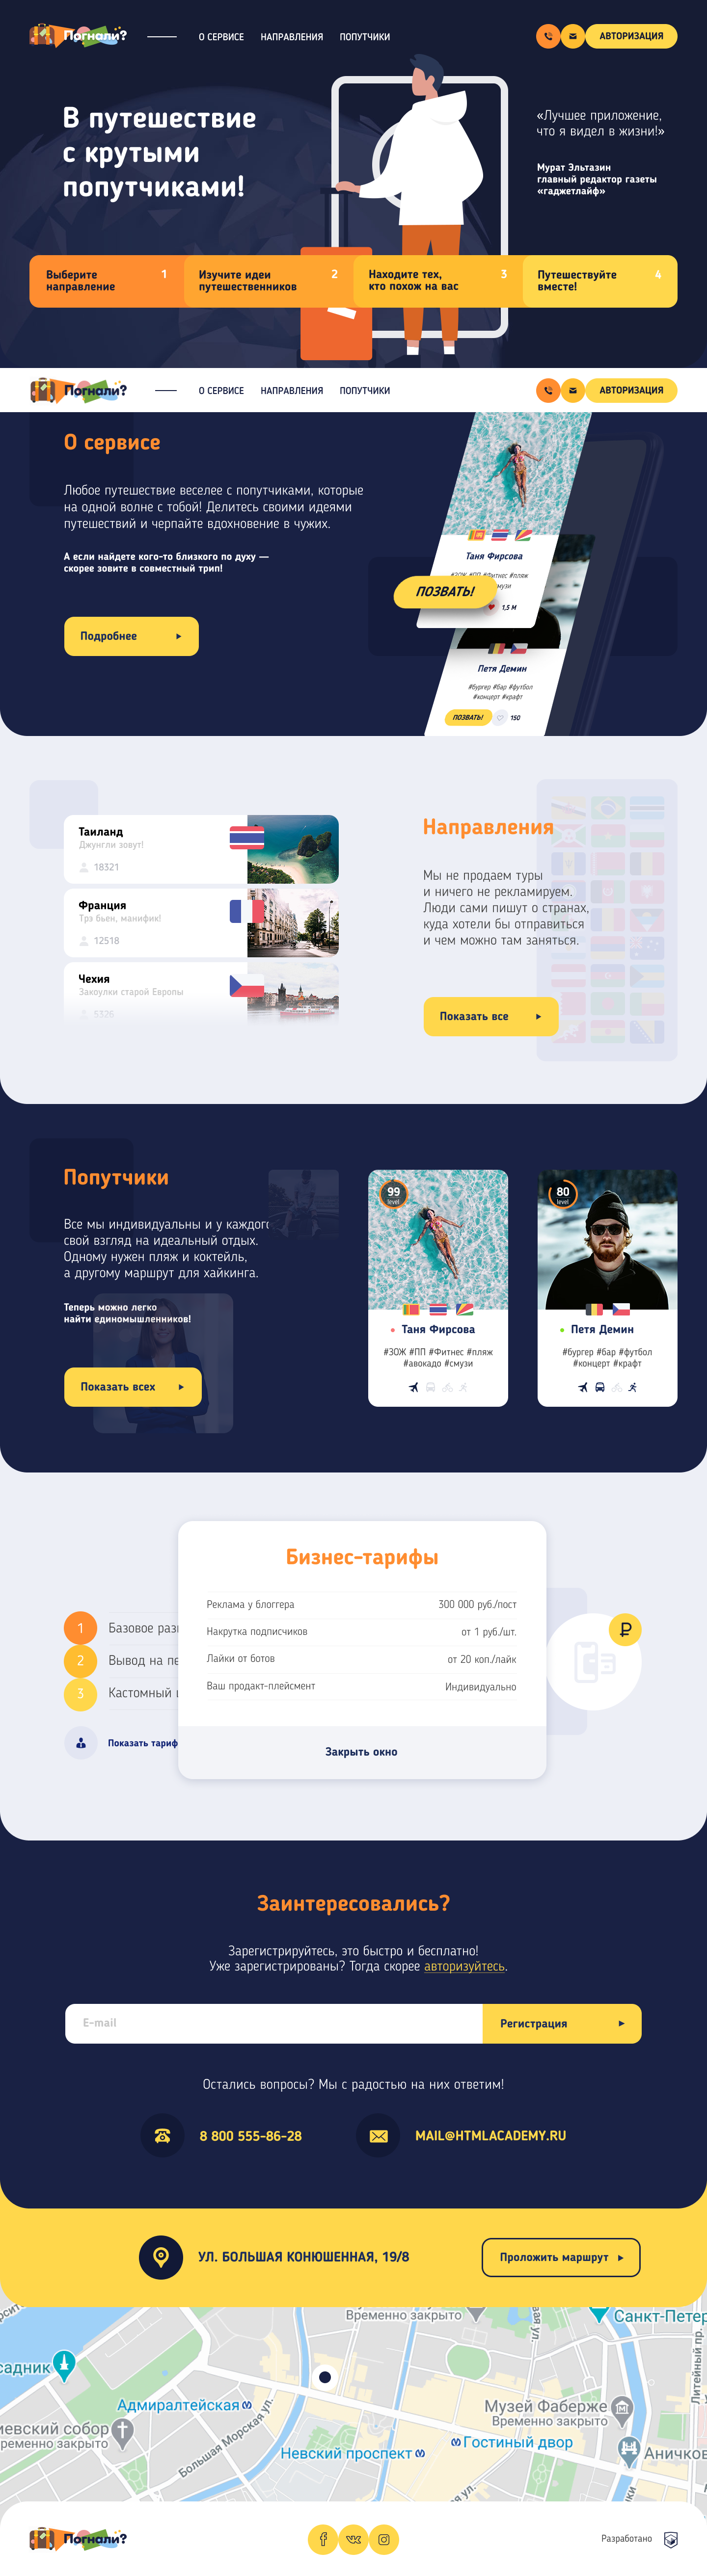 Погнали?
О СЕРВИСЕ НАПРАВЛЕНИЯ ПОПУТЧИКИ
АВТОРИЗАЦИЯ
В путешествие
с крутыми
попутчиками!
«Лучшее приложение,
что я видел в жизни!»
Мурат Эльтазин
главный редактор газеты
«гаджетлайф»
Выберите
направление
1
Изучите идеи
путешественников
2
Находите тех,
кто похож на вас
3
Путешествуйте
вместе!
4
Погнали?
О СЕРВИСЕ НАПРАВЛЕНИЯ ПОПУТЧИКИ
АВТОРИЗАЦИЯ
О сервисе
Любое путешествие веселее с попутчиками, которые
на одной волне с тобой! Делитесь своими идеями
путешествий и черпайте вдохновение в чужих.
А если найдете кого-то близкого по духу —
скорее зовите в совместный трип!
Подробнее
Таня Фирсова
#ЗОЖ #ПП #Фитнес #пляж
смузи
ПОЗВАТЬ!
1,5 М
Петя Демин
#бургер #бар #футбол
#концерт #крафт
ПОЗВАТЬ!
150
Таиланд
Джунгли зовут!
18321
Франция
Трэ бьен, манифик!
12518
Чехия
Закоулки старой Европы
5326
Направления
Мы не продаем туры
и ничего не рекламируем.
Люди сами пишут о странах,
куда хотели бы отправиться
и чем можно там заняться.
Показать все
Попутчики
Все мы индивидуальны и у каждого
свой взгляд на идеальный отдых.
Одному нужен пляж и коктейль,
а другому маршрут для хайкинга.
Теперь можно легко
найти единомышленников!
Показать всех
99
level
Таня Фирсова
#ЗОЖ #ПП #Фитнес #пляж
#авокадо #смузи
80
level
Петя Демин
#бургер #бар #футбол
#концерт #крафт
1 Базовое разм
2 Вывод на пе
3 Кастомный
Показать тариф
Бизнес-тарифы
Реклама у блоггера 300 000 руб./пост
Накрутка подписчиков от 1 руб./шт.
Лайки от ботов от 20 коп./лайк
Ваш продакт-плейсмент Индивидуально
Закрыть окно
Заинтересовались?
Зарегистрируйтесь, это быстро и бесплатно!
Уже зарегистрированы? Тогда скорее авторизуйтесь.
E-mail
Регистрация
Остались вопросы? Мы с радостью на них ответим!
8 800 555-86-28
MAIL@HTMLACADEMY.RU
УЛ. БОЛЬШАЯ КОНЮШЕННАЯ, 19/8
Проложить маршрут
Временно закрыто
Санкт-Петер
Литейный пр.
садник
Адмиралтейская
Музей Фаберже
Временно закрыто
иевский собор
ременно закрыто
Большая Морская ул.
Невский проспект
Гостиный двор
Аничков
Погнали?
Разработано